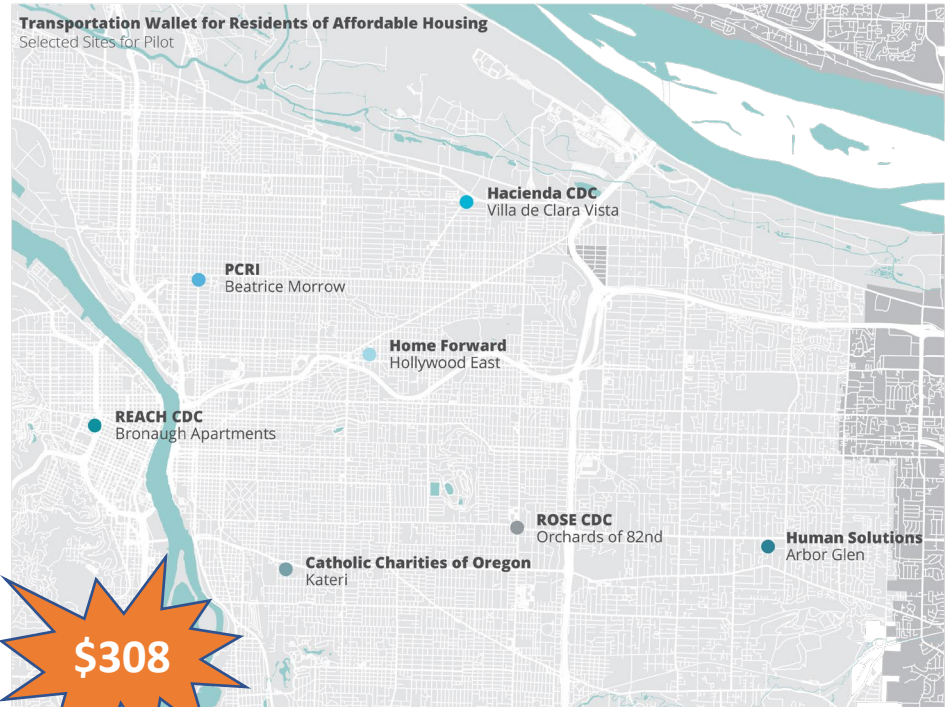 Transportation Wallet for Residents of Affordable Housing
Selected Sites for Pilot
Hacienda CDC
Villa de Clara Vista
PCRI
Beatrice Morrow
Home Forward
Hollywood East
REACH CDC
Bronaugh Apartments
ROSE CDC
Orchards of 82nd
Human Solutions
Arbor Glen
Catholic Charities of Oregon
Kateri
$308